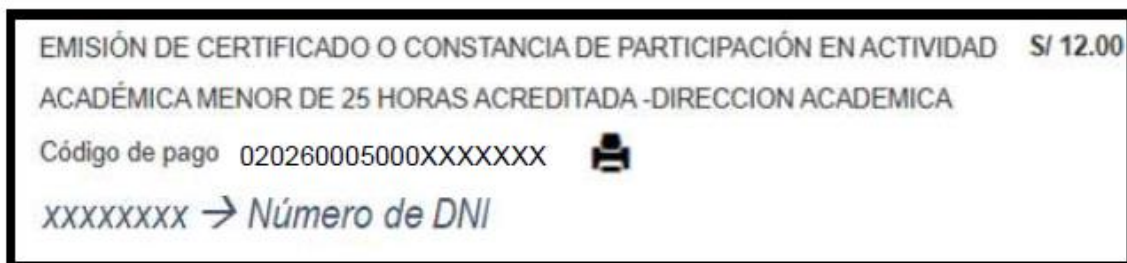 EMISIÓN DE CERTIFICADO O CONSTANCIA DE PARTICIPACIÓN EN ACTIVIDAD S/ 12.00
ACADÉMICA MENOR DE 25 HORAS ACREDITADA -DIRECCION ACADEMICA
Código de pago 020260005000XXXXXXX
xxxxxxxx → Número de DNI